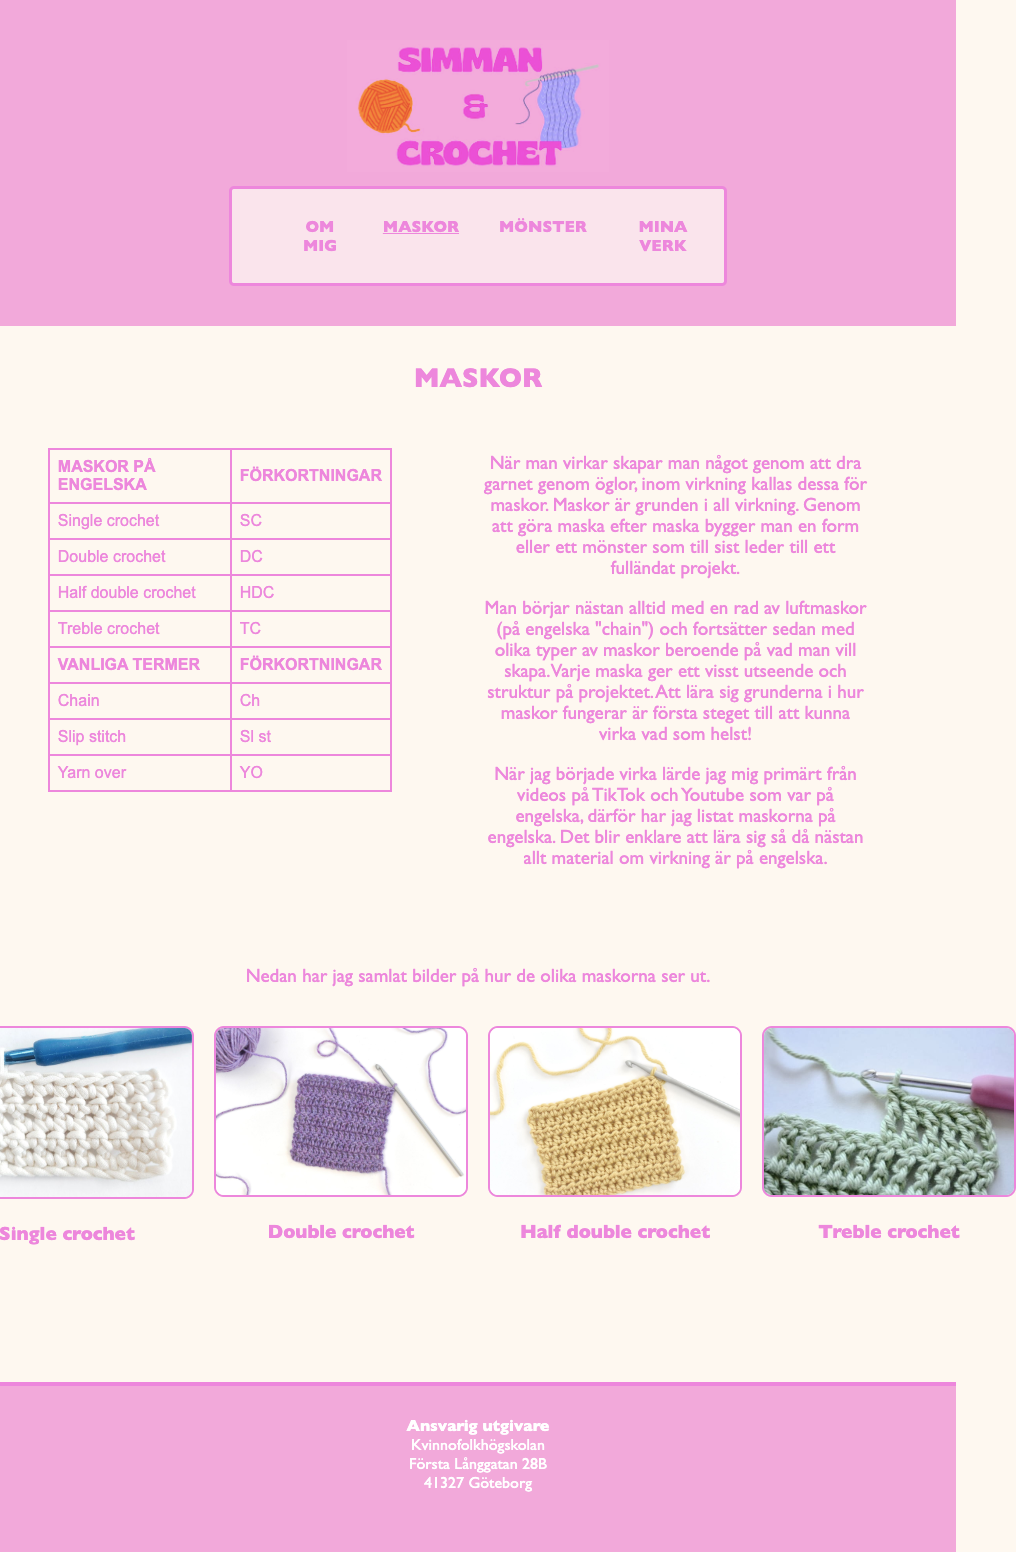 SIMMAN
&
CROCHET
OM
MIG
MASKOR
MÖNSTER
MINA
VERK
MASKOR
MASKOR PÅ
ENGELSKA
FÖRKORTNINGAR
Single crochet SC
Double crochet DC
Half double crochet HDC
Treble crochet TC
VANLIGA TERMER FÖRKORTNINGAR
Chain Ch
Slip stitch Sl st
Yarn over YO
När man virkar skapar man något genom att dra
garnet genom öglor, inom virkning kallas dessa för
maskor. Maskor är grunden i all virkning. Genom
att göra maska efter maska bygger man en form
eller ett mönster som till sist leder till ett
fulländat projekt.
Man börjar nästan alltid med en rad av luftmaskor
(på engelska "chain") och fortsätter sedan med
olika typer av maskor beroende på vad man vill
skapa. Varje maska ger ett visst utseende och
struktur på projektet. Att lära sig grunderna i hur
maskor fungerar är första steget till att kunna
virka vad som helst!
När jag började virka lärde jag mig primärt från
videos på TikTok och Youtube som var på
engelska, därför har jag listat maskorna på
engelska. Det blir enklare att lära sig så då nästan
allt material om virkning är på engelska.
Nedan har jag samlat bilder på hur de olika maskorna ser ut.
Single crochet
Double crochet
Half double crochet
Treble crochet
Ansvarig utgivare
Kvinnofolkhögskolan
Första Långgatan 28B
41327 Göteborg